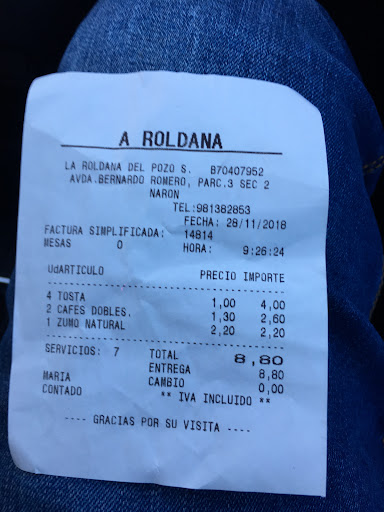 A ROLDANA
LA ROLDANA DEL POZO S. B70407952
AVDA.BERNARDO ROMERO, PARC.3 SEC 2
NARON
TEL:981382853
FECHA: 28/11/2018
FACTURA SIMPLIFICADA: 14814
MESAS 0 HORA: 9:26:24
UdARTICULO PRECIO IMPORTE
4 TOSTA 1,00 4,00
2 CAFES DOBLES. 1,30 2,60
1 ZUMO NATURAL 2,20 2,20
SERVICIOS: 7 TOTAL 8,80
ENTREGA 8,80
MARIA CAMBIO 0,00
CONTADO ** IVA INCLUIDO **
---- GRACIAS POR SU VISITA ----